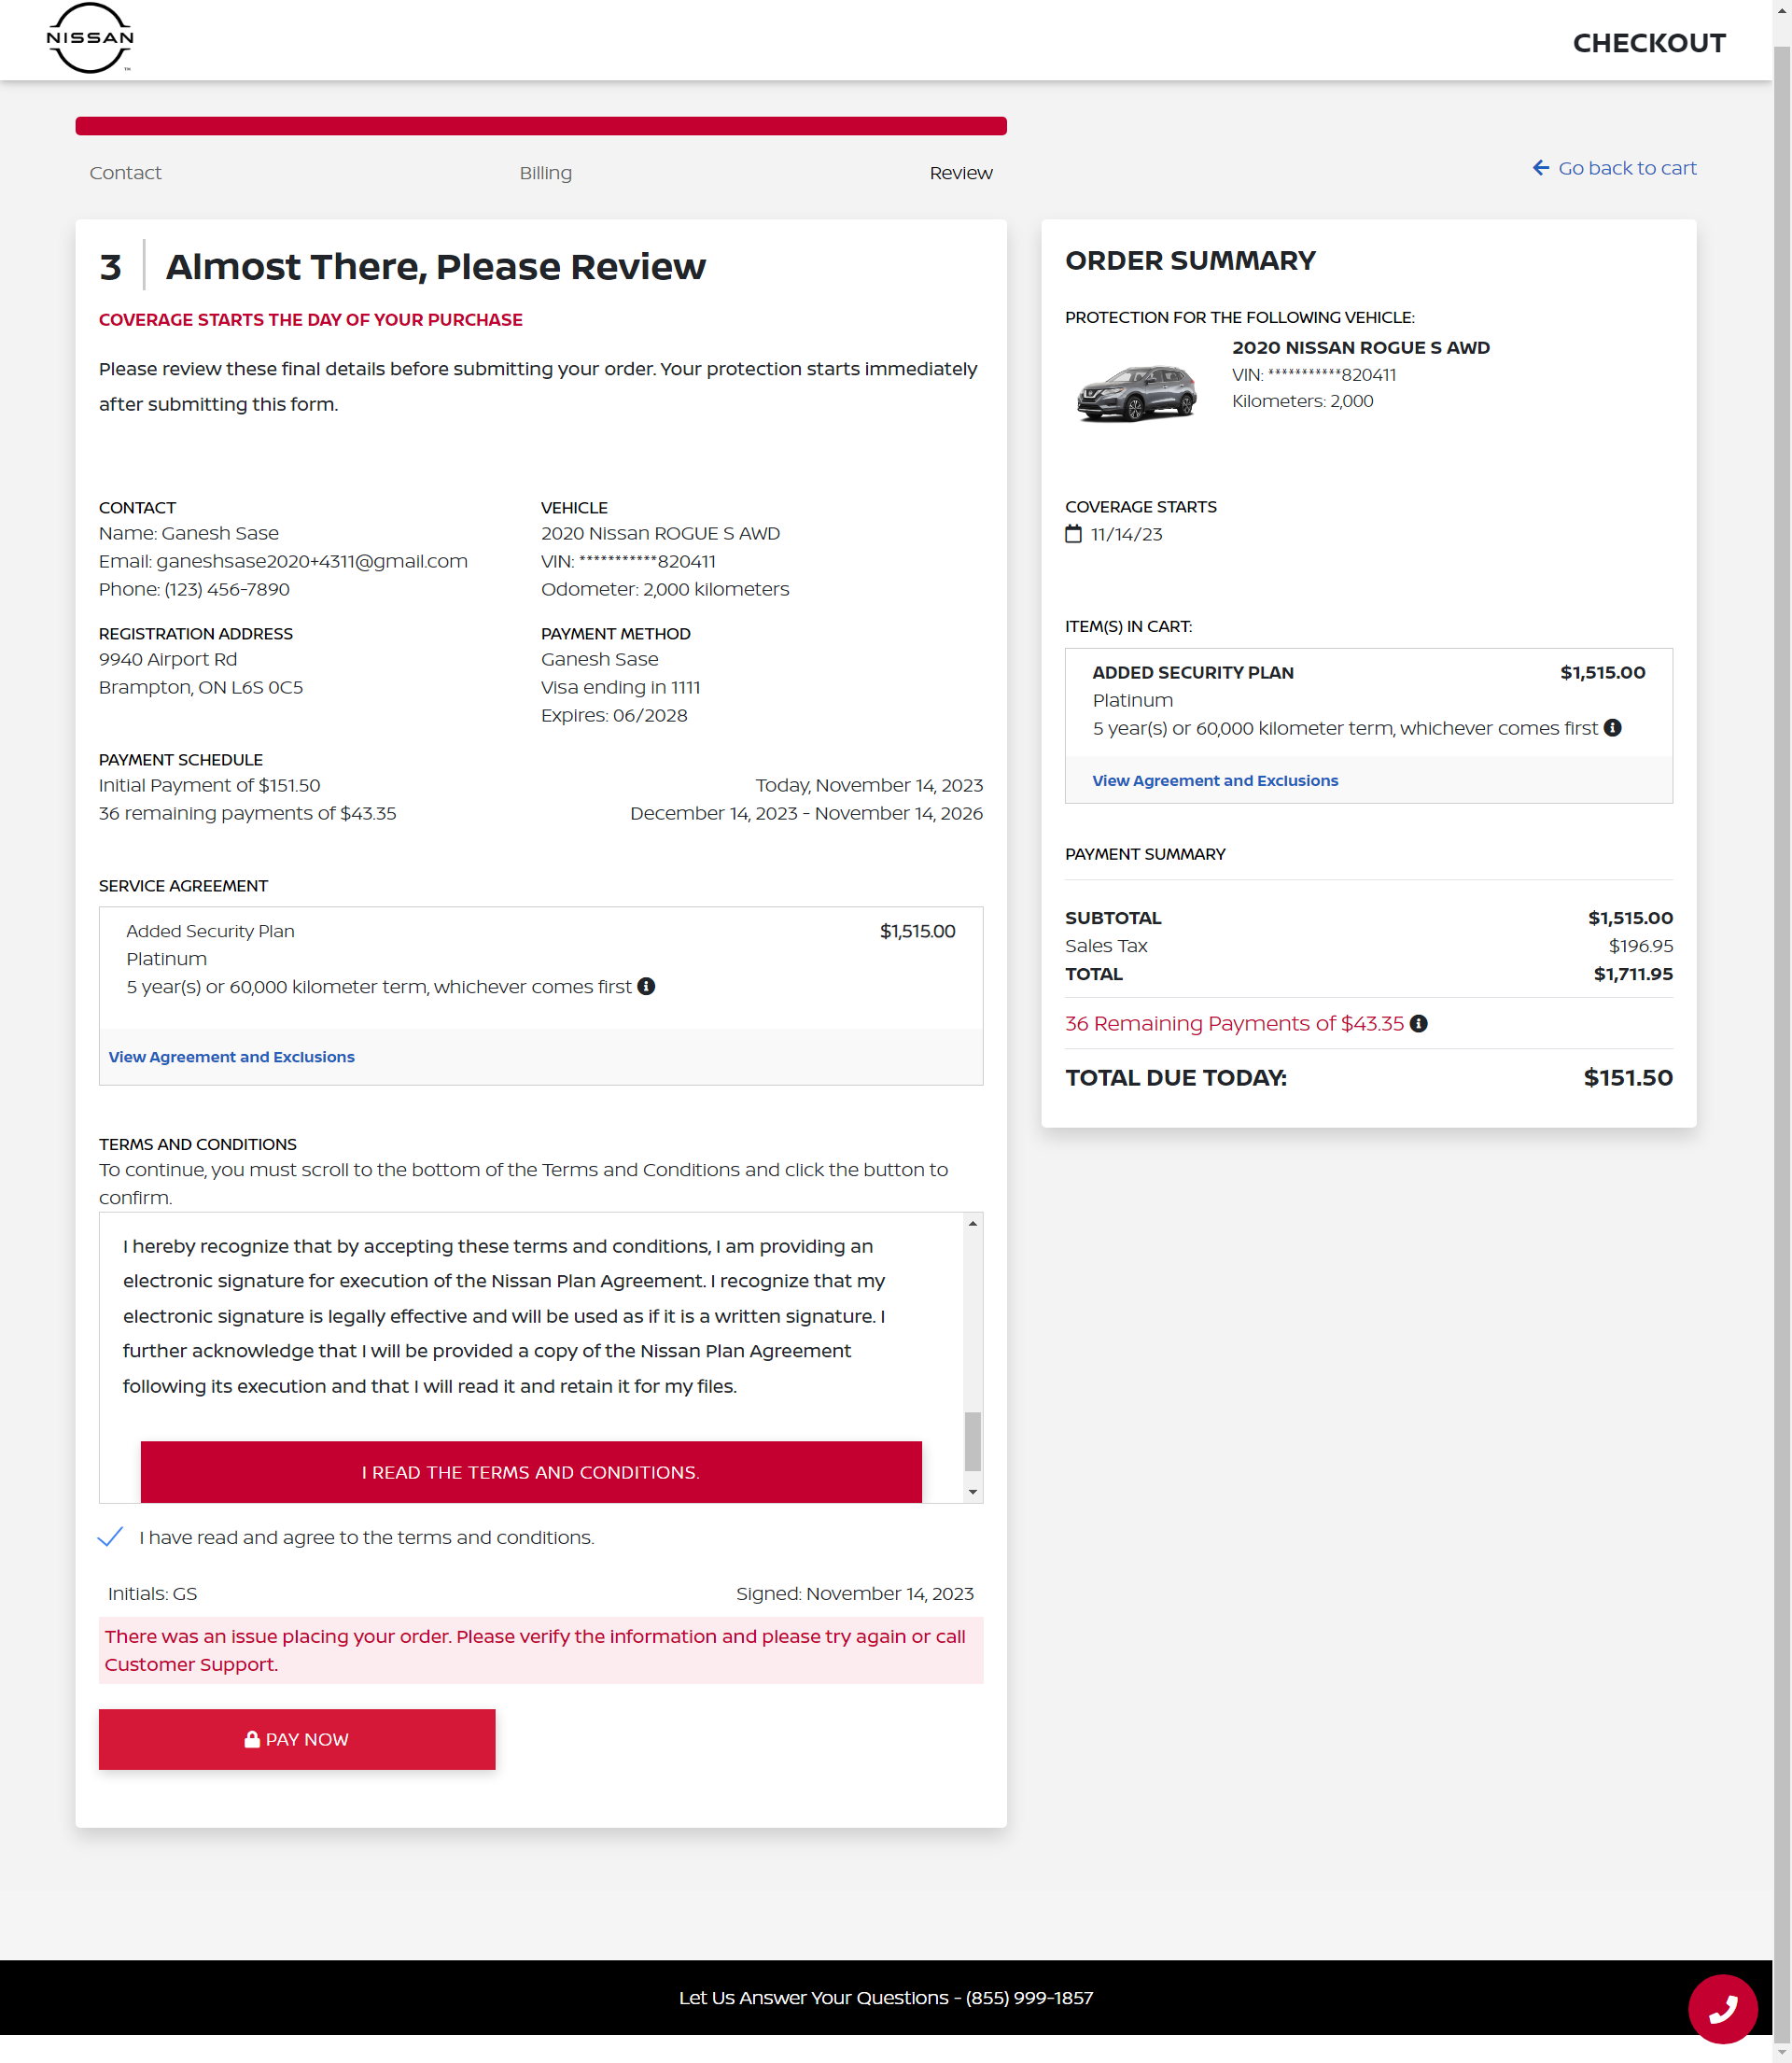 NISSAN
CHECKOUT
Contact
Billing
Review
Go back to cart
3
Almost There, Please Review
COVERAGE STARTS THE DAY OF YOUR PURCHASE
Please review these final details before submitting your order. Your protection starts immediately
after submitting this form.
CONTACT
Name: Ganesh Sase
Email: ganeshsase2020+4311@gmail.com
Phone: (123) 456-7890
VEHICLE
2020 Nissan ROGUE S AWD
VIN: ***********820411
Odometer: 2,000 kilometers
REGISTRATION ADDRESS
9940 Airport Rd
Brampton, ON L6S 0C5
PAYMENT METHOD
Ganesh Sase
Visa ending in 1111
Expires: 06/2028
PAYMENT SCHEDULE
Initial Payment of $151.50 Today, November 14, 2023
36 remaining payments of $43.35 December 14, 2023 - November 14, 2026
SERVICE AGREEMENT
Added Security Plan $1,515.00
Platinum
5 year(s) or 60,000 kilometer term, whichever comes first
View Agreement and Exclusions
TERMS AND CONDITIONS
To continue, you must scroll to the bottom of the Terms and Conditions and click the button to
confirm.
I hereby recognize that by accepting these terms and conditions, I am providing an
electronic signature for execution of the Nissan Plan Agreement. I recognize that my
electronic signature is legally effective and will be used as if it is a written signature. I
further acknowledge that I will be provided a copy of the Nissan Plan Agreement
following its execution and that I will read it and retain it for my files.
I READ THE TERMS AND CONDITIONS.
I have read and agree to the terms and conditions.
Initials: GS Signed: November 14, 2023
There was an issue placing your order. Please verify the information and please try again or call
Customer Support.
PAY NOW
ORDER SUMMARY
PROTECTION FOR THE FOLLOWING VEHICLE:
2020 NISSAN ROGUE S AWD
VIN: ***********820411
Kilometers: 2,000
COVERAGE STARTS
11/14/23
ITEM(S) IN CART:
ADDED SECURITY PLAN $1,515.00
Platinum
5 year(s) or 60,000 kilometer term, whichever comes first
View Agreement and Exclusions
PAYMENT SUMMARY
SUBTOTAL $1,515.00
Sales Tax $196.95
TOTAL $1,711.95
36 Remaining Payments of $43.35
TOTAL DUE TODAY: $151.50
Let Us Answer Your Questions - (855) 999-1857